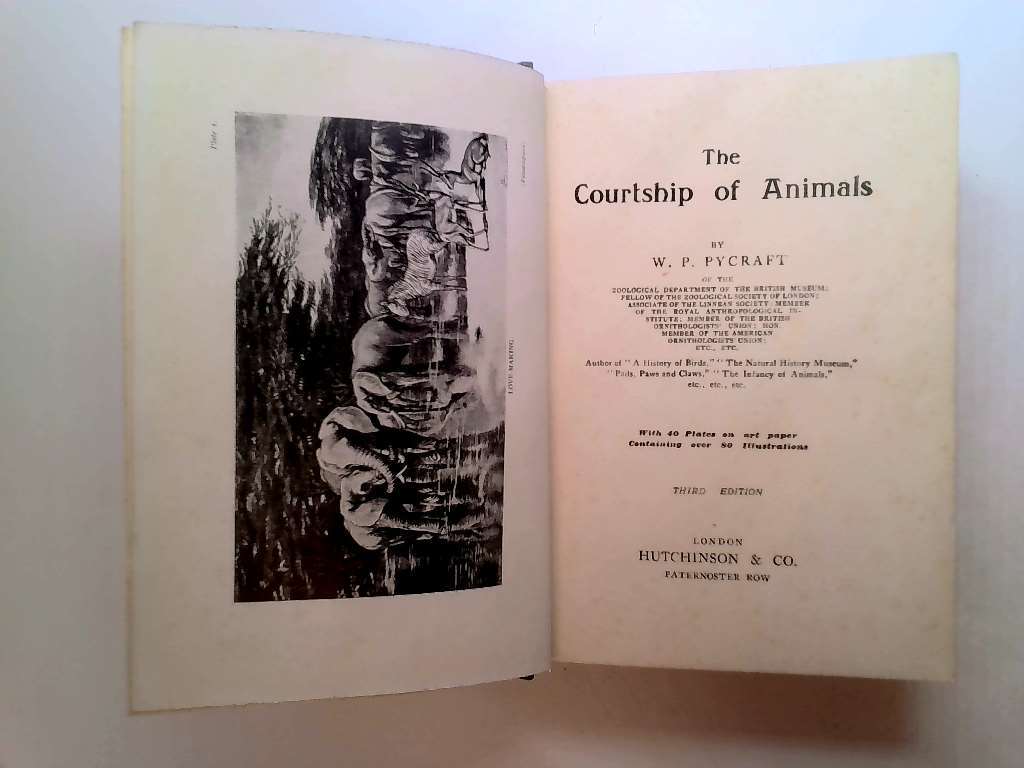 Plate 1.
Frontispiece.
LOVE-MAKING
The
Courtship of Animals
BY
W. P. PYCRAFT
OF THE
ZOOLOGICAL DEPARTMENT OF THE BRITISH MUSEUM;
FELLOW OF THE ZOOLOGICAL SOCIETY OF LONDON;
ASSOCIATE OF THE LINNEAN SOCIETY; MEMBER
OF THE ROYAL ANTHROPOLOGICAL IN-
STITUTE; MEMBER OF THE BRITISH
ORNITHOLOGISTS' UNION; HON.
MEMBER OF THE AMERICAN
ORNITHOLOGISTS UNION;
ETC., ETC.
Author of "A History of Birds," "The Natural History Museum,"
"Pads, Paws and Claws," "The Infancy of Animals,"
etc., etc., etc.
With 40 Plates on art paper
Containing over 80 Illustrations
THIRD EDITION
LONDON
HUTCHINSON & CO.
PATERNOSTER ROW